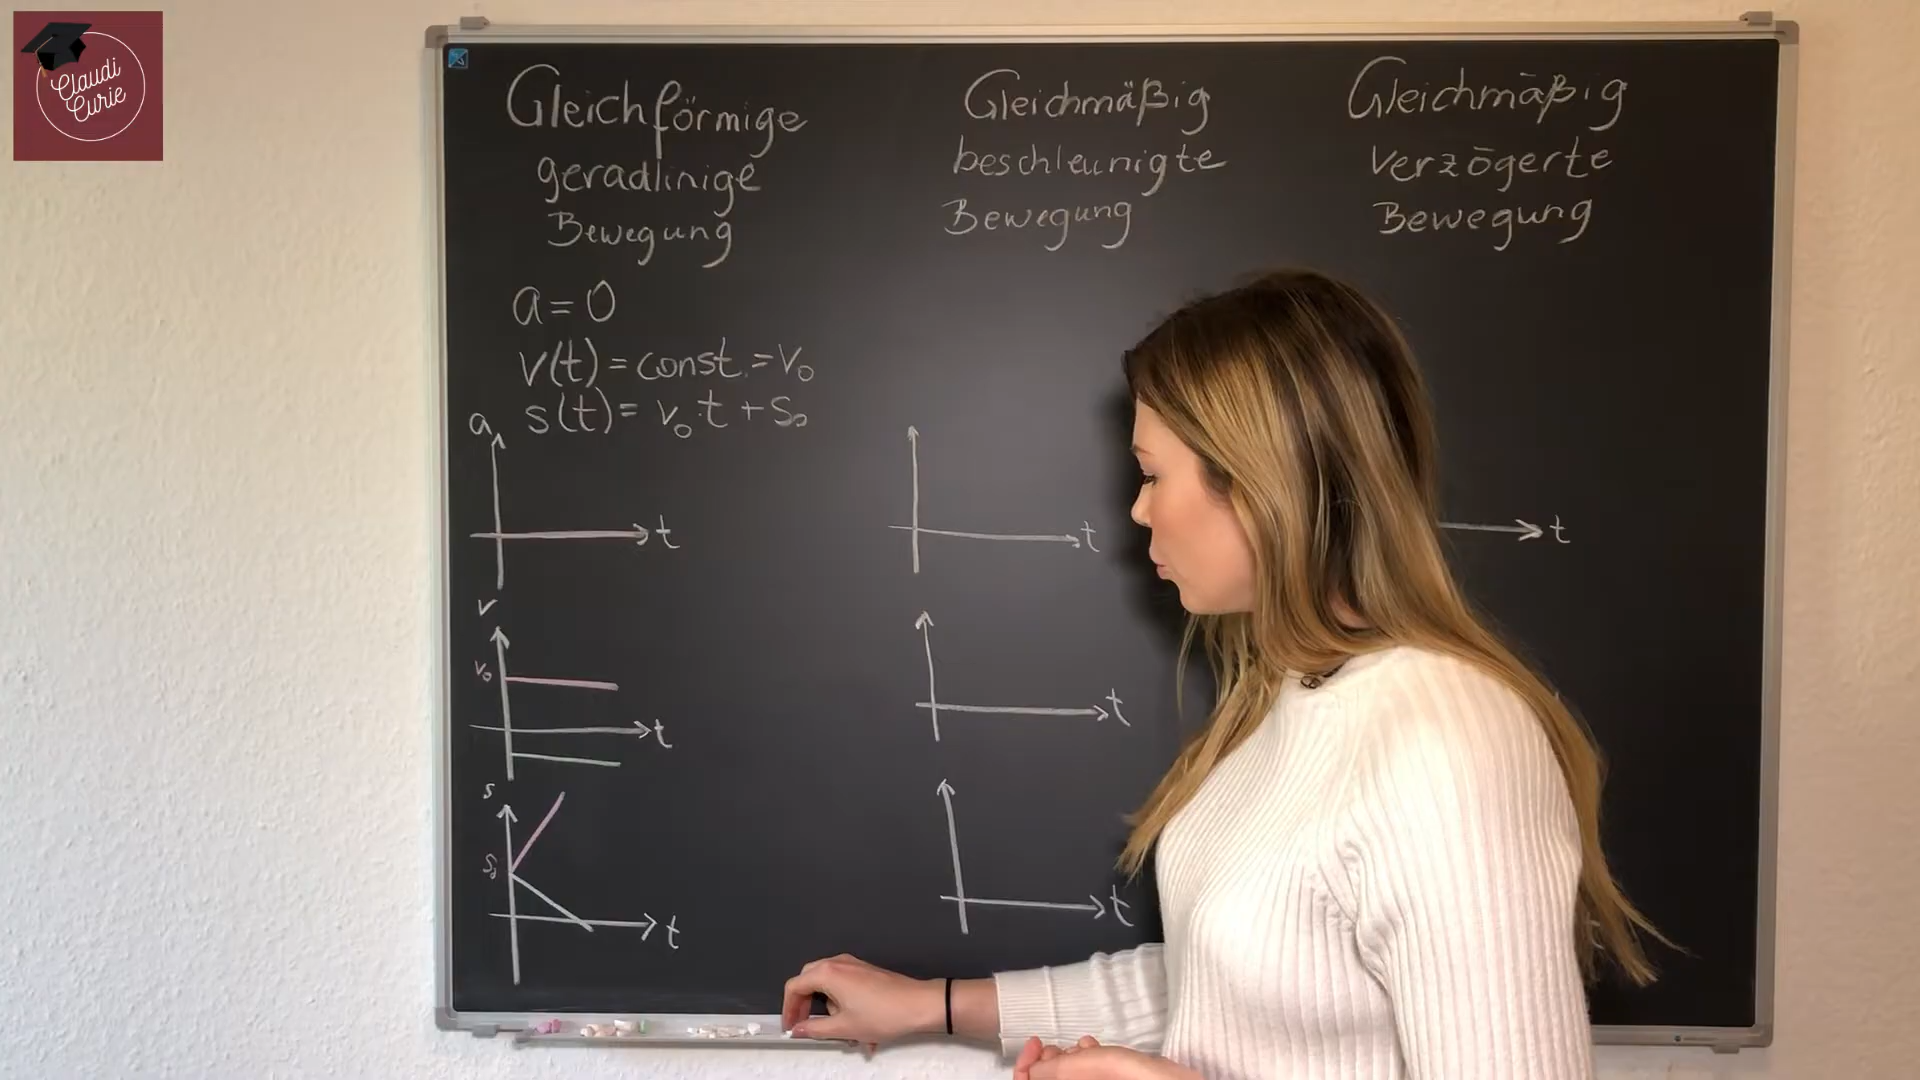 Claudi
Curie
Gleichförmige
geradlinige
Bewegung
a = 0
v(t) = const. = v₀
s(t) = v₀ · t + s₀
a
t
v
v₀
t
s
s₀
t
Gleichmäßig
beschleunigte
Bewegung
t
t
t
Gleichmäßig
verzögerte
Bewegung
t